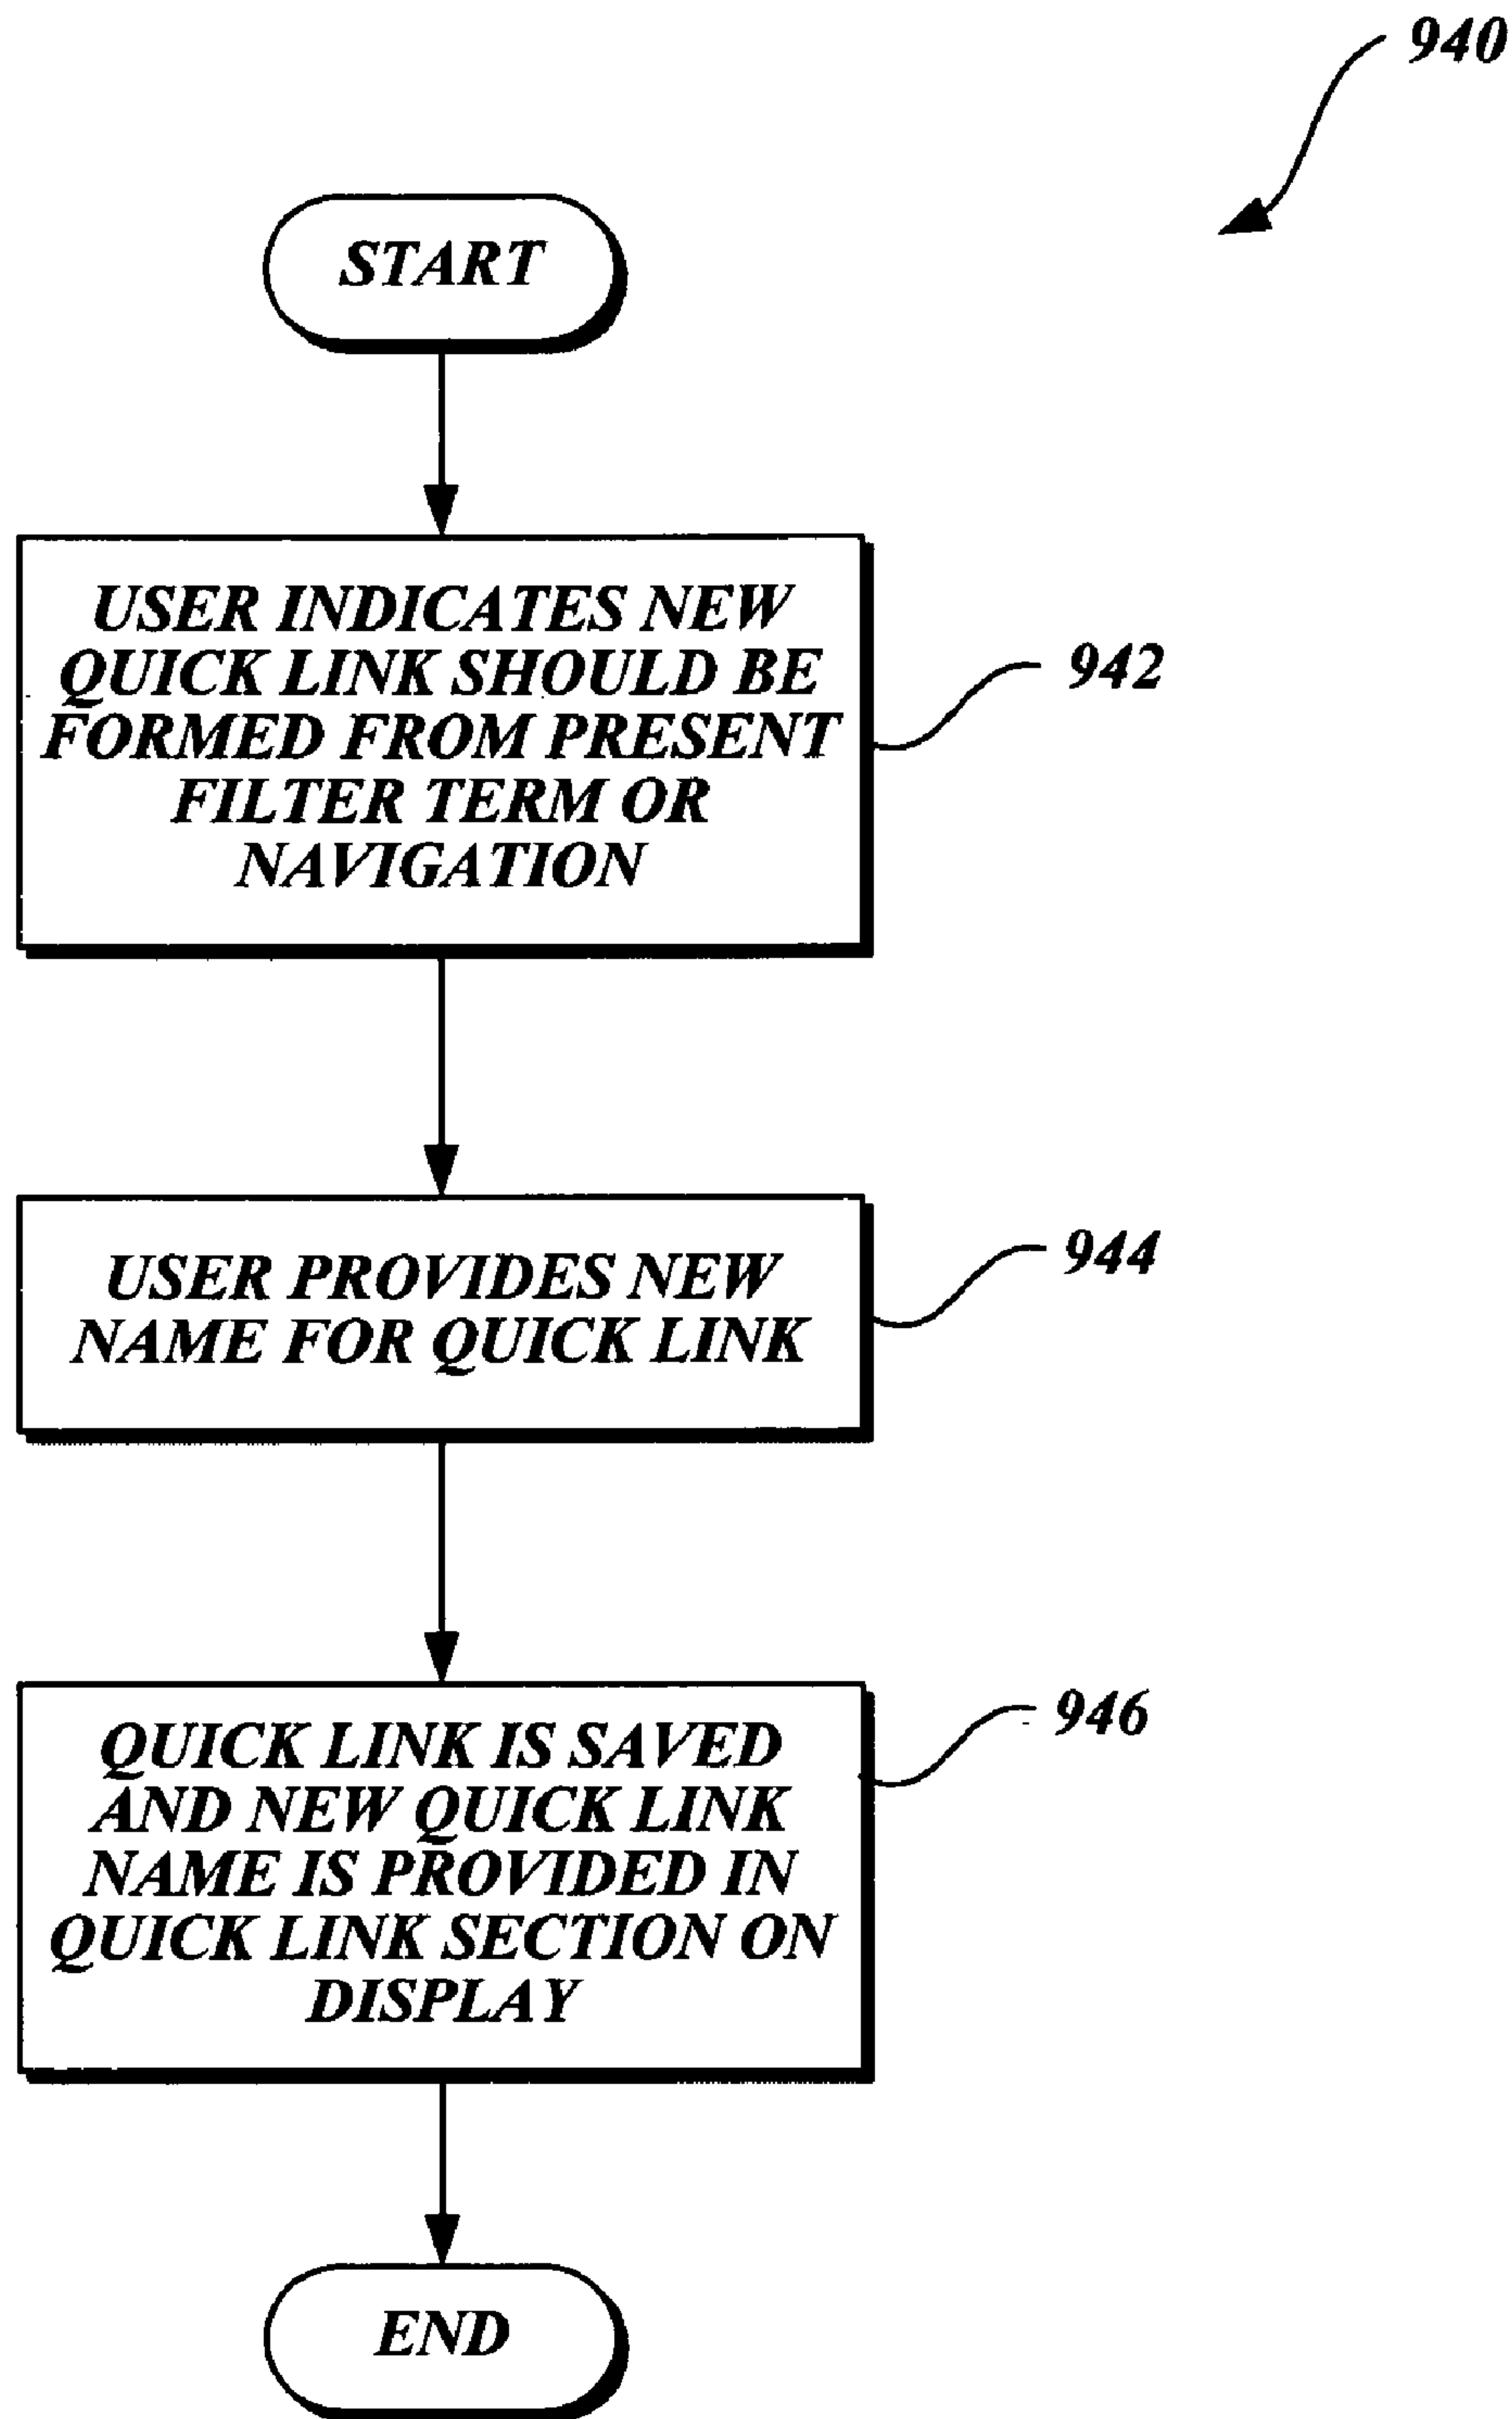 940
START
USER INDICATES NEW
QUICK LINK SHOULD BE
FORMED FROM PRESENT
FILTER TERM OR
NAVIGATION
942
USER PROVIDES NEW
NAME FOR QUICK LINK
944
QUICK LINK IS SAVED
AND NEW QUICK LINK
NAME IS PROVIDED IN
QUICK LINK SECTION ON
DISPLAY
946
END